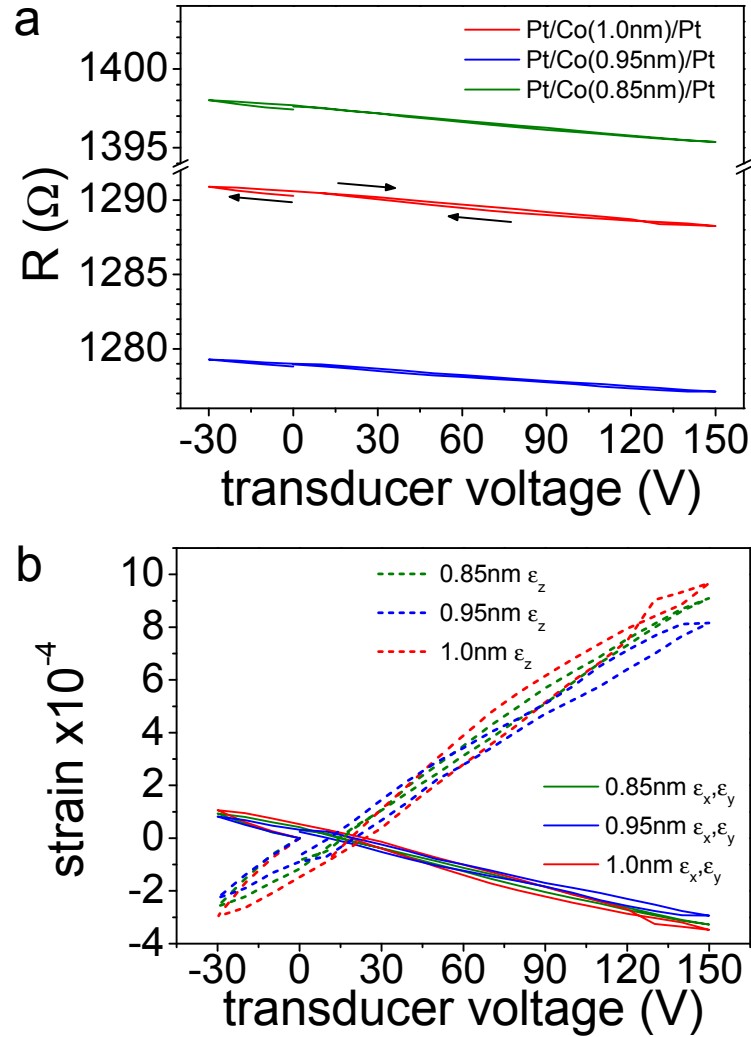 a
Pt/Co(1.0nm)/Pt
Pt/Co(0.95nm)/Pt
Pt/Co(0.85nm)/Pt
1400
1395
1290
1285
1280
R (Ω)
-30 0 30 60 90 120 150
transducer voltage (V)
b
0.85nm εz
0.95nm εz
1.0nm εz
10
8
6
4
2
0
-2
-4
strain x10-4
0.85nm εx,εy
0.95nm εx,εy
1.0nm εx,εy
-30 0 30 60 90 120 150
transducer voltage (V)